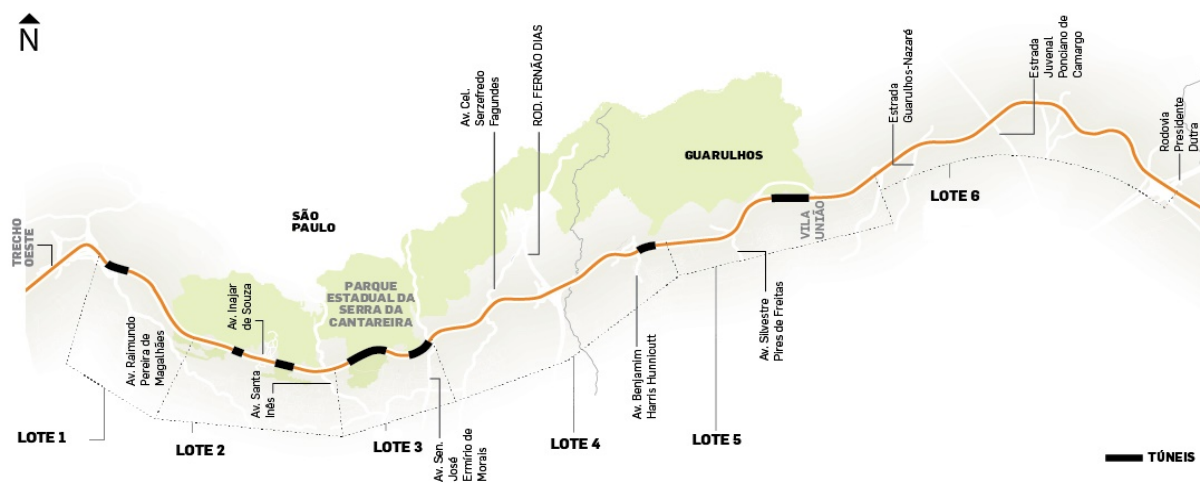 N
TRECHO
OESTE
SÃO
PAULO
Av. Raimundo
Pereira de
Magalhães
Av. Inajar
de Souza
Av. Santa
Inês
PARQUE
ESTADUAL DA
SERRA DA
CANTAREIRA
Av. Sen.
José
Ermírio de
Morais
Av. Cel.
Serzefredo
Fagundes
ROD. FERNÃO DIAS
GUARULHOS
Av. Benjamim
Harris Hunnicutt
Av. Silvestre
Pires de Freitas
VILA
UNIÃO
Estrada
Guarulhos-Nazaré
Estrada
Juvenal
Ponciano de
Camargo
Rodovia
Presidente
Dutra
LOTE 1
LOTE 2
LOTE 3
LOTE 4
LOTE 5
LOTE 6
TÚNEIS